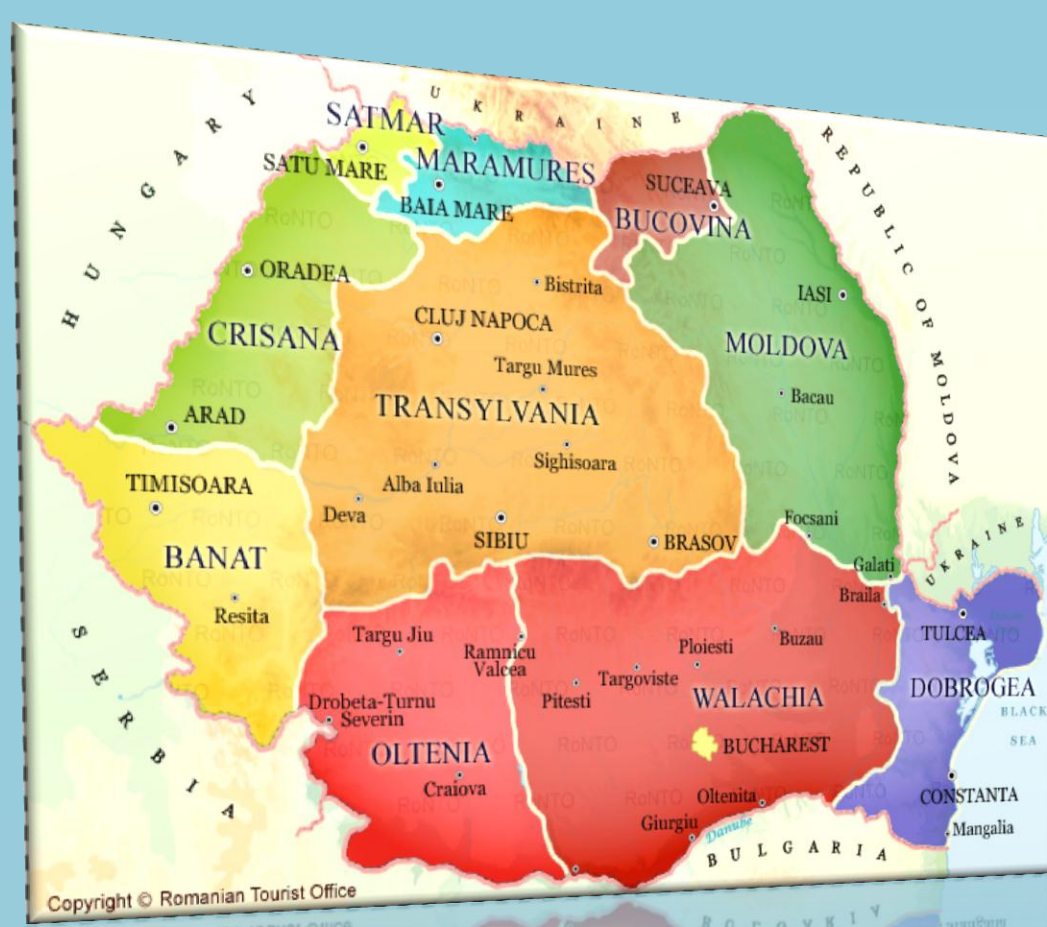 UKRAINE
HUNGARY
REPUBLIC OF MOLDOVA
SATMAR
SATU MARE
MARAMURES
BAIA MARE
SUCEAVA
BUCOVINA
ORADEA
Bistrita
IASI
CRISANA
CLUJ NAPOCA
MOLDOVA
Targu Mures
Bacau
ARAD
TRANSYLVANIA
Sighisoara
TIMISOARA
Alba Iulia
Deva
SIBIU
BRASOV
Focsani
UKRAINE
BANAT
Galati
Braila
Resita
TULCEA
Targu Jiu
Ramnicu
Valcea
Ploiesti
Buzau
Targoviste
Pitesti
SERBIA
Drobeta-Turnu
Severin
WALACHIA
DOBROGEA
BLACK
SEA
OLTENIA
BUCHAREST
Craiova
Oltenita
CONSTANTA
Giurgiu
Danube
Mangalia
BULGARIA
RoNTO
Copyright © Romanian Tourist Office